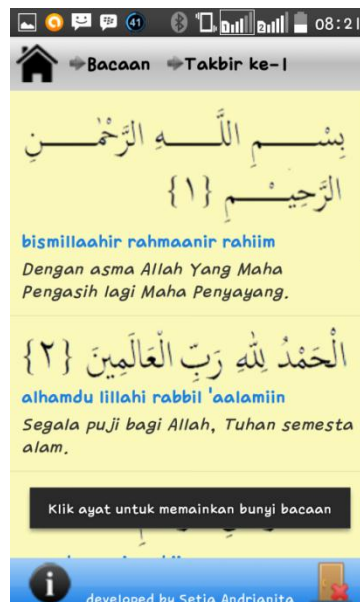 41
08:21
Bacaan Takbir ke-1
بِسْمِ اللَّهِ الرَّحْمَٰنِ
الرَّحِيمِ {١}
bismillaahir rahmaanir rahiim
Dengan asma Allah Yang Maha
Pengasih lagi Maha Penyayang.
الْحَمْدُ لِلَّهِ رَبِّ الْعَالَمِينَ {٢}
alhamdu lillahi rabbil 'aalamiin
Segala puji bagi Allah, Tuhan semesta
alam.
Klik ayat untuk memainkan bunyi bacaan
developed by Setia Andrianita